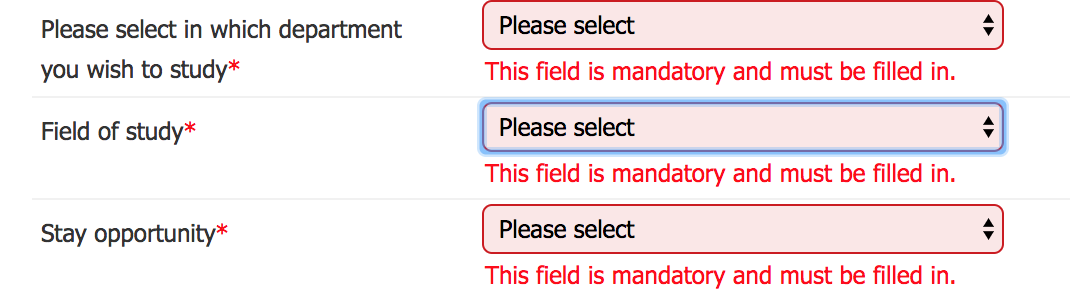 Please select in which department
you wish to study*
Please select
This field is mandatory and must be filled in.
Field of study*
Please select
This field is mandatory and must be filled in.
Stay opportunity*
Please select
This field is mandatory and must be filled in.